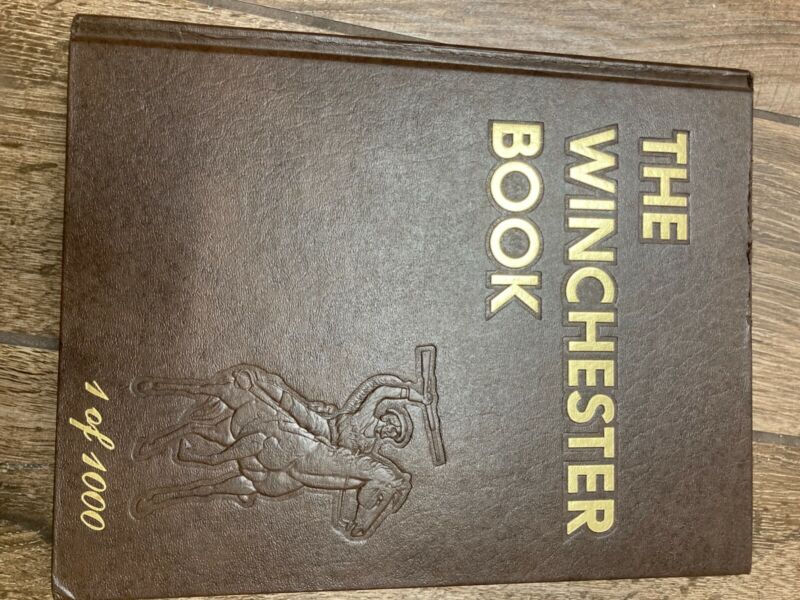 THE
WINCHESTER
BOOK
1 of 1000